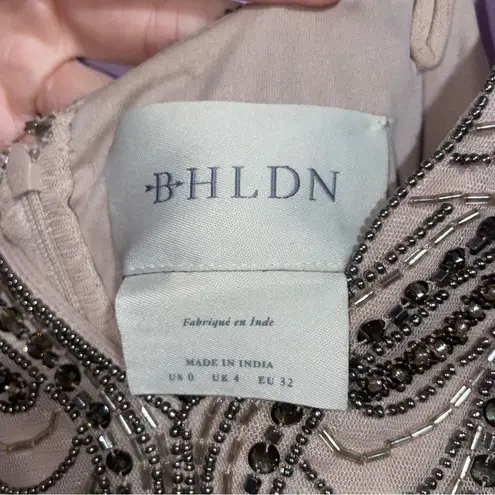 BHLDN
Fabriqué en Inde
MADE IN INDIA
US 0 UK 4 EU 32